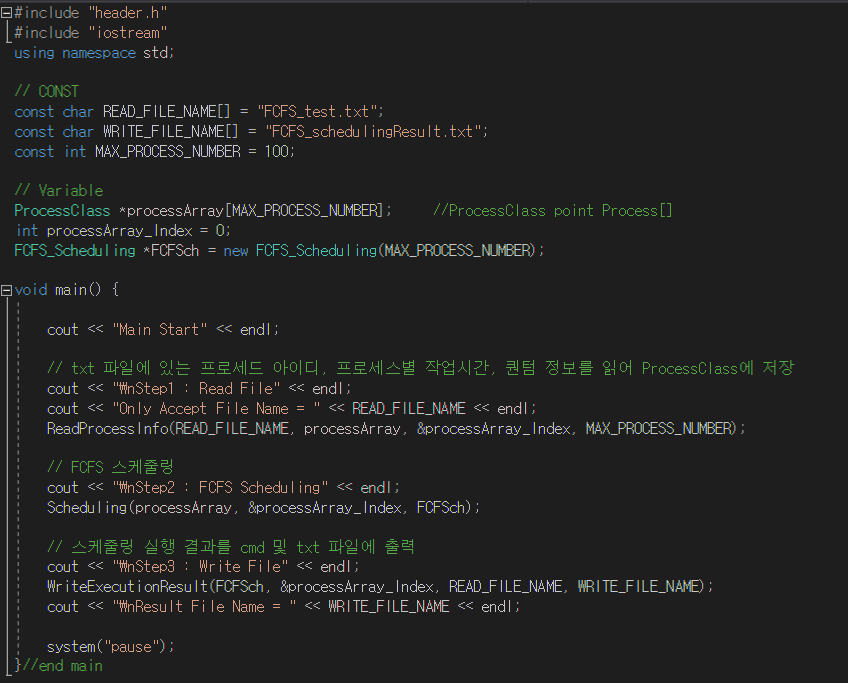 #include "header.h"
#include "iostream"
using namespace std;
// CONST
const char READ_FILE_NAME[] = "FCFS_test.txt";
const char WRITE_FILE_NAME[] = "FCFS_schedulingResult.txt";
const int MAX_PROCESS_NUMBER = 100;
// Variable
ProcessClass *processArray[MAX_PROCESS_NUMBER]; //ProcessClass point Process[]
int processArray_Index = 0;
FCFS_Scheduling *FCFSch = new FCFS_Scheduling(MAX_PROCESS_NUMBER);
void main() {
cout << "Main Start" << endl;
// txt 파일에 있는 프로세드 아이디, 프로세스별 작업시간, 퀀텀 정보를 읽어 ProcessClass에 저장
cout << "₩nStep1 : Read File" << endl;
cout << "Only Accept File Name = " << READ_FILE_NAME << endl;
ReadProcessInfo(READ_FILE_NAME, processArray, &processArray_Index, MAX_PROCESS_NUMBER);
// FCFS 스케줄링
cout << "₩nStep2 : FCFS Scheduling" << endl;
Scheduling(processArray, &processArray_Index, FCFSch);
// 스케줄링 실행 결과를 cmd 및 txt 파일에 출력
cout << "₩nStep3 : Write File" << endl;
WriteExecutionResult(FCFSch, &processArray_Index, READ_FILE_NAME, WRITE_FILE_NAME);
cout << "₩nResult File Name = " << WRITE_FILE_NAME << endl;
system("pause");
}//end main